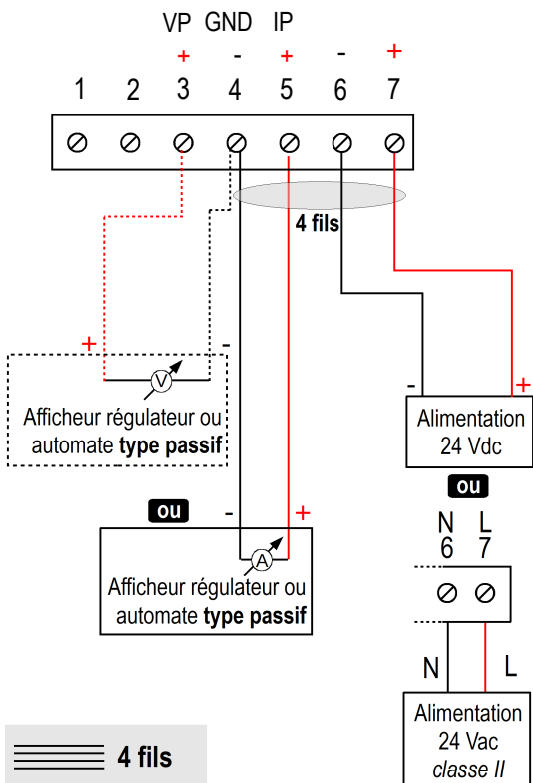 VP GND IP
+ - + - +
1 2 3 4 5 6 7
4 fils
+ -
V
Afficheur régulateur ou
automate type passif
- +
Alimentation
24 Vdc
ou
ou
- +
A
Afficheur régulateur ou
automate type passif
N L
6 7
N L
Alimentation
24 Vac
classe II
4 fils